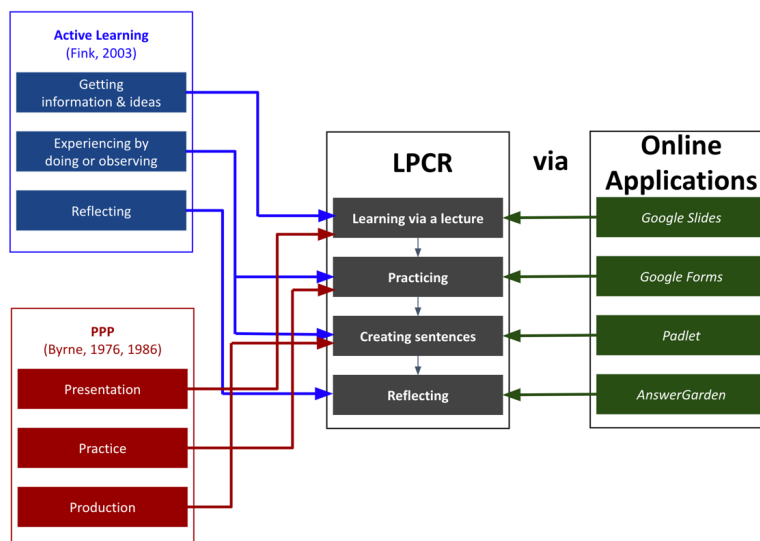 Active Learning
(Fink, 2003)
Getting
information & ideas
Experiencing by
doing or observing
Reflecting
PPP
(Byrne, 1976, 1986)
Presentation
Practice
Production
LPCR
Learning via a lecture
Practicing
Creating sentences
Reflecting
via
Online
Applications
Google Slides
Google Forms
Padlet
AnswerGarden